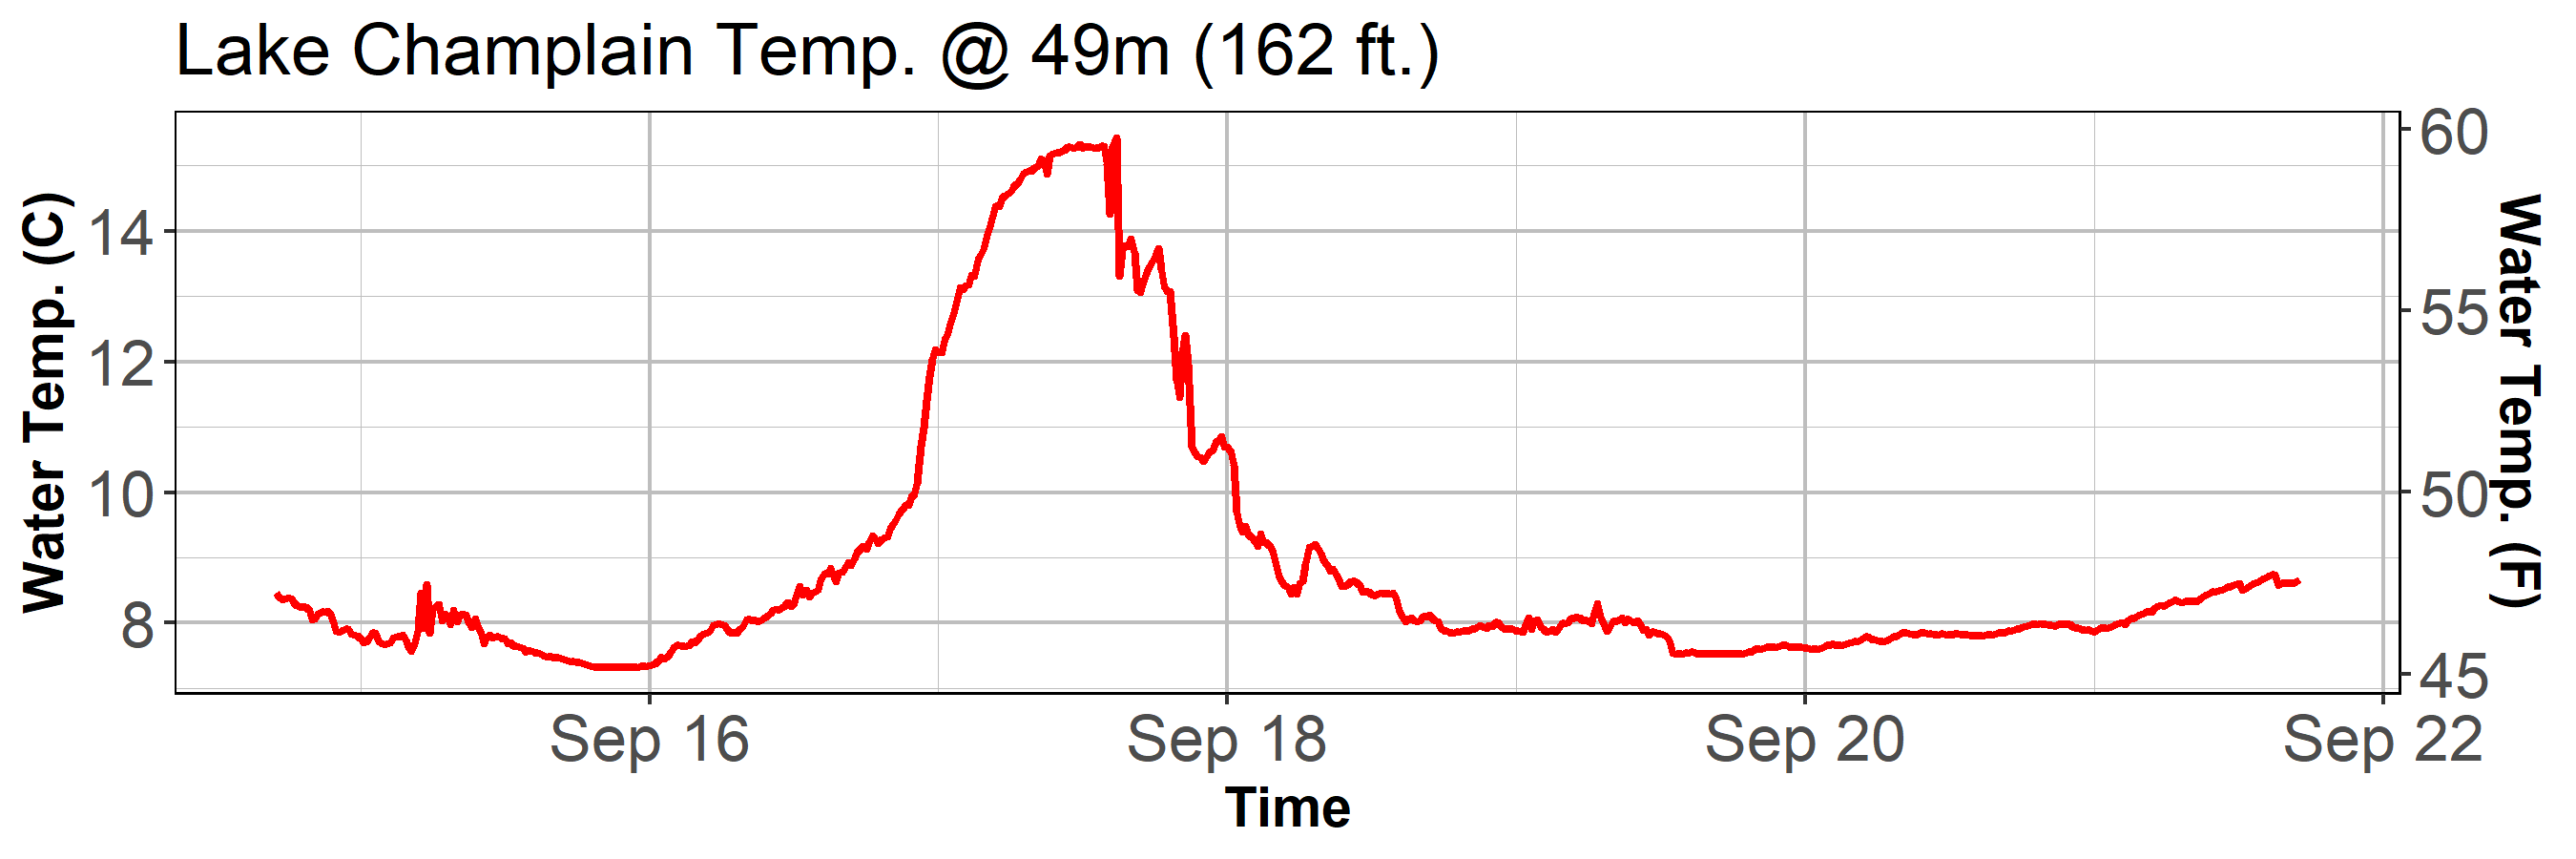 Lake Champlain Temp. @ 49m (162 ft.)
Water Temp. (C)
14
12
10
8
60
55
50
45
Water Temp. (F)
Sep 16
Sep 18
Sep 20
Sep 22
Time